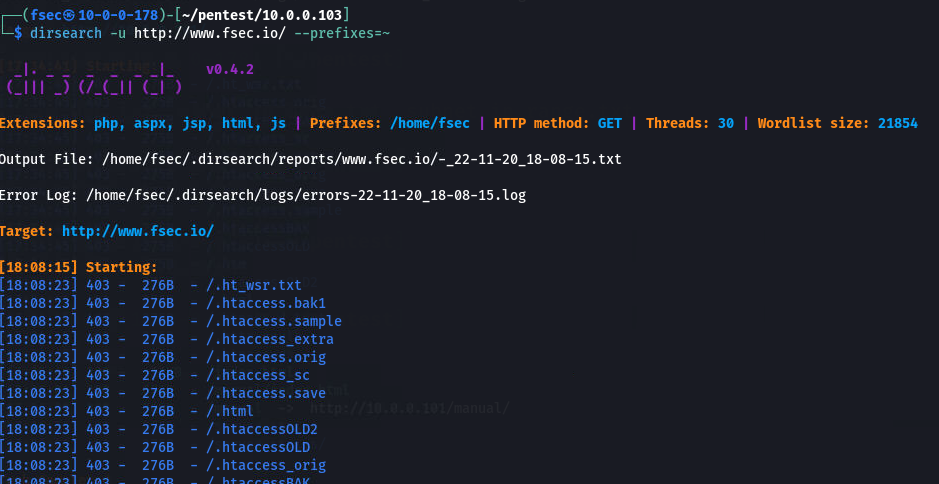 ┌──(fsec㉿10-0-0-178)-[~/pentest/10.0.0.103]
└─$ dirsearch -u http://www.fsec.io/ --prefixes=~
_|. _ _ _ _ _ _|_ v0.4.2
(_||| _) (/_(_|| (_| )
Extensions: php, aspx, jsp, html, js | Prefixes: /home/fsec | HTTP method: GET | Threads: 30 | Wordlist size: 21854
Output File: /home/fsec/.dirsearch/reports/www.fsec.io/-_22-11-20_18-08-15.txt
Error Log: /home/fsec/.dirsearch/logs/errors-22-11-20_18-08-15.log
Target: http://www.fsec.io/
[18:08:15] Starting:
[18:08:23] 403 - 276B - /.ht_wsr.txt
[18:08:23] 403 - 276B - /.htaccess.bak1
[18:08:23] 403 - 276B - /.htaccess.sample
[18:08:23] 403 - 276B - /.htaccess_extra
[18:08:23] 403 - 276B - /.htaccess.orig
[18:08:23] 403 - 276B - /.htaccess_sc
[18:08:23] 403 - 276B - /.htaccess.save
[18:08:23] 403 - 276B - /.html
-> http://10.0.0.101/manual/
[18:08:23] 403 - 276B - /.htaccessOLD2
[18:08:23] 403 - 276B - /.htaccessOLD
[18:08:23] 403 - 276B - /.htaccess_orig
[18:08:23] 403 - 276B - /.htaccessBAK